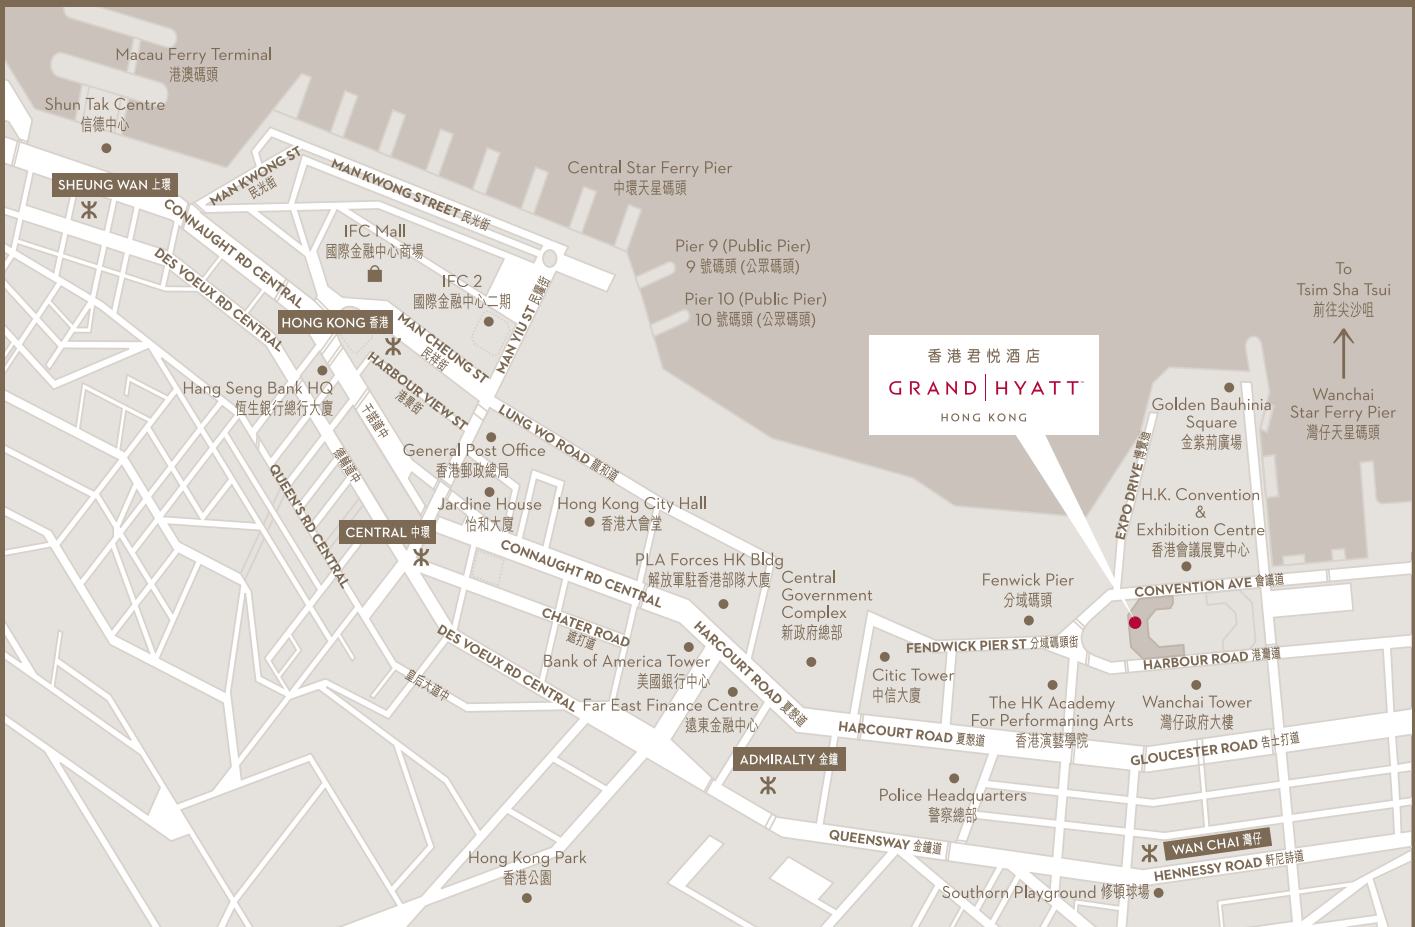 Macau Ferry Terminal
港澳碼頭
Shun Tak Centre
信德中心
SHEUNG WAN 上環
MAN KWONG ST
民光街
MAN KWONG STREET 民光街
Central Star Ferry Pier
中環天星碼頭
CONNAUGHT RD CENTRAL
DES VOEUX RD CENTRAL
IFC Mall
國際金融中心商場
IFC 2
國際金融中心二期
Pier 9 (Public Pier)
9 號碼頭 (公眾碼頭)
Pier 10 (Public Pier)
10 號碼頭 (公眾碼頭)
To
Tsim Sha Tsui
前往尖沙咀
Wanchai
Star Ferry Pier
灣仔天星碼頭
HONG KONG 香港
MAN CHEUNG ST
民祥街
MAN YIU ST 民耀街
HARBOUR VIEW ST
港景街
香港君悦酒店
GRAND HYATT
HONG KONG
Hang Seng Bank HQ
恆生銀行總行大廈
干諾道中
德輔道中
LUNG WO ROAD 龍和道
Golden Bauhinia
Square
金紫荊廣場
EXPO DRIVE 博覽道
General Post Office
香港郵政總局
Jardine House
怡和大廈
Hong Kong City Hall
香港大會堂
QUEEN'S RD CENTRAL
CENTRAL 中環
H.K. Convention
&
Exhibition Centre
香港會議展覽中心
CONNAUGHT RD CENTRAL
PLA Forces HK Bldg
解放軍駐香港部隊大廈
Central
Government
Complex
新政府總部
Fenwick Pier
分域碼頭
CONVENTION AVE 會議道
CHATER ROAD
遮打道
DES VOEUX RD CENTRAL
皇后大道中
HARCOURT ROAD 夏慤道
FENDWICK PIER ST 分域碼頭街
HARBOUR ROAD 港灣道
Bank of America Tower
美國銀行中心
Far East Finance Centre
遠東金融中心
Citic Tower
中信大廈
The HK Academy
For Performaning Arts
香港演藝學院
Wanchai Tower
灣仔政府大樓
HARCOURT ROAD 夏慤道
GLOUCESTER ROAD 告士打道
ADMIRALTY 金鐘
Police Headquarters
警察總部
QUEENSWAY 金鐘道
WAN CHAI 灣仔
HENNESSY ROAD 軒尼詩道
Hong Kong Park
香港公園
Southorn Playground 修頓球場